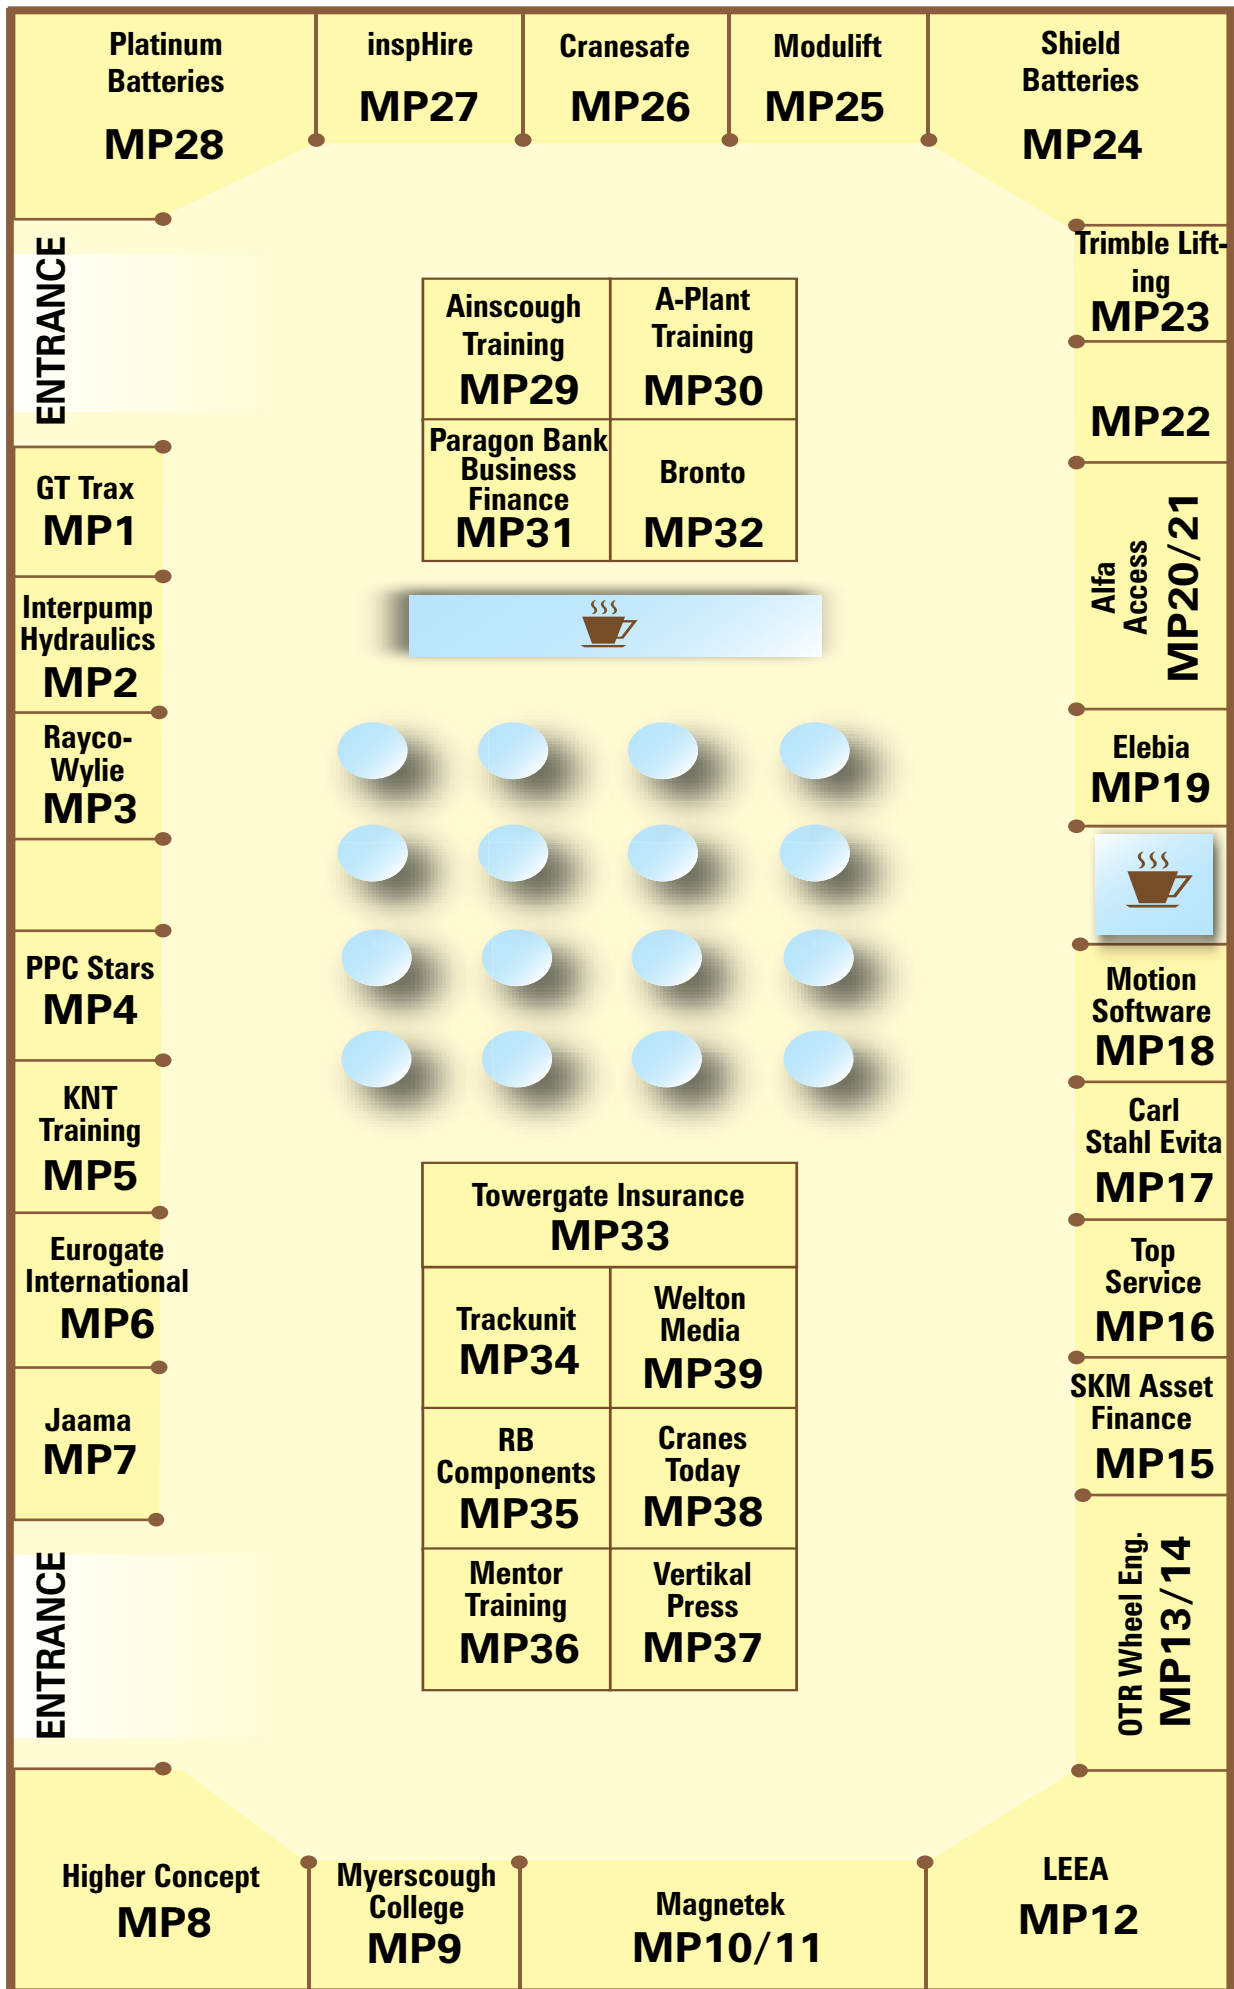 Platinum
Batteries
MP28
inspHire
MP27
Cranesafe
MP26
Modulift
MP25
Shield
Batteries
MP24
ENTRANCE
Trimble Lift-
ing
MP23
Ainscough
Training
MP29
A-Plant
Training
MP30
MP22
Paragon Bank
Business
Finance
MP31
Bronto
MP32
GT Trax
MP1
Alfa
Access
MP20/21
Interpump
Hydraulics
MP2
Rayco-
Wylie
MP3
Elebia
MP19
PPC Stars
MP4
Motion
Software
MP18
KNT
Training
MP5
Carl
Stahl Evita
MP17
Eurogate
International
MP6
Towergate Insurance
MP33
Top
Service
MP16
Trackunit
MP34
Welton
Media
MP39
Jaama
MP7
SKM Asset
Finance
MP15
RB
Components
MP35
Cranes
Today
MP38
ENTRANCE
Mentor
Training
MP36
Vertikal
Press
MP37
OTR Wheel Eng.
MP13/14
Higher Concept
MP8
Myerscough
College
MP9
Magnetek
MP10/11
LEEA
MP12